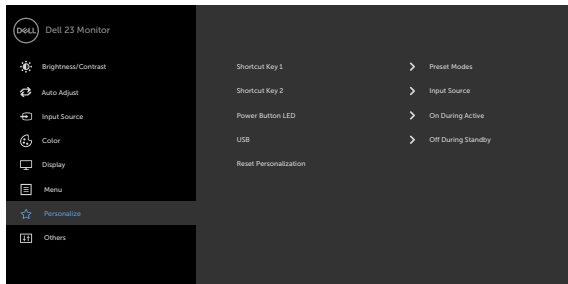 DELL Dell 23 Monitor
Brightness/Contrast
Auto Adjust
Input Source
Color
Display
Menu
Personalize
Others
Shortcut Key 1 Preset Modes
Shortcut Key 2 Input Source
Power Button LED On During Active
USB Off During Standby
Reset Personalization